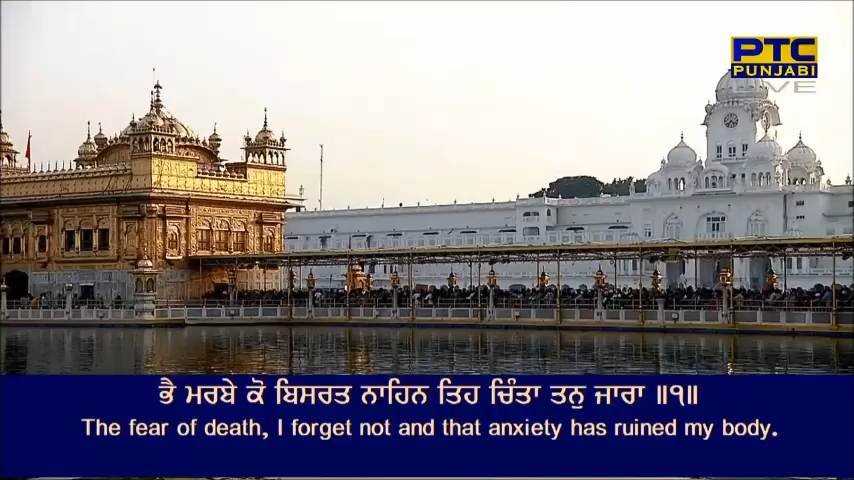 PTC
PUNJABI
LIVE
ਭੈ ਮਰਬੇ ਕੋ ਬਿਸਰਤ ਨਾਹਿਨ ਤਿਹ ਚਿੰਤਾ ਤਨੁ ਜਾਰਾ ॥੧॥
The fear of death, I forget not and that anxiety has ruined my body.